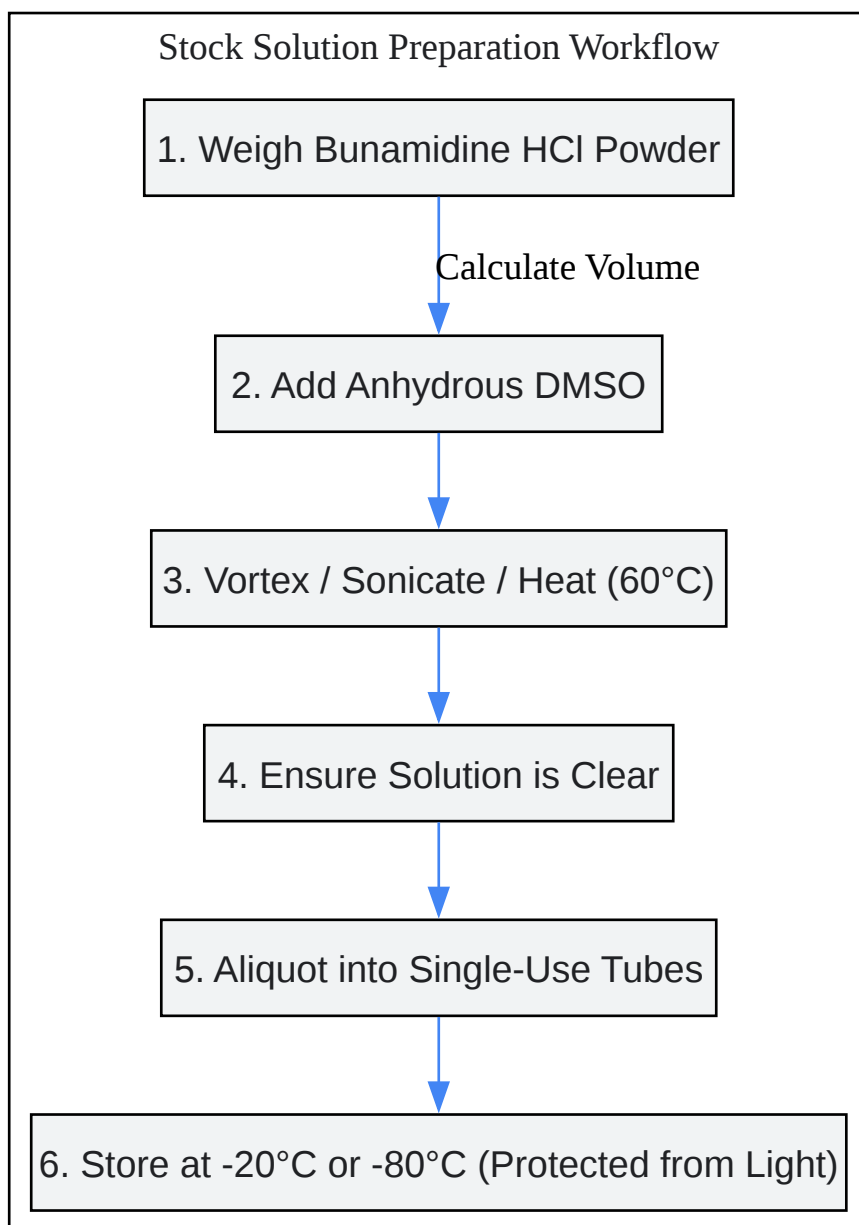 Stock Solution Preparation Workflow
1. Weigh Bunamidine HCl Powder
Calculate Volume
2. Add Anhydrous DMSO
3. Vortex / Sonicate / Heat (60°C)
4. Ensure Solution is Clear
5. Aliquot into Single-Use Tubes
6. Store at -20°C or -80°C (Protected from Light)